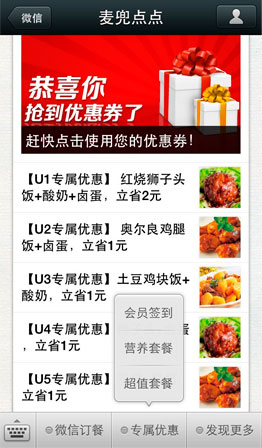 微信
麦兜点点
恭喜你
抢到优惠券了
赶快点击使用您的优惠券!
【U1专属优惠】 红烧狮子头
饭+酸奶+卤蛋,立省2元
【U2专属优惠】 奥尔良鸡腿
饭+卤蛋,立省1元
【U3专属优惠】土豆鸡块饭+
酸奶,立省1元
【U4专属
蛋,立省1
【U5专属
立省1元
会员签到
营养套餐
超值套餐
微信订餐
专属优惠
发现更多